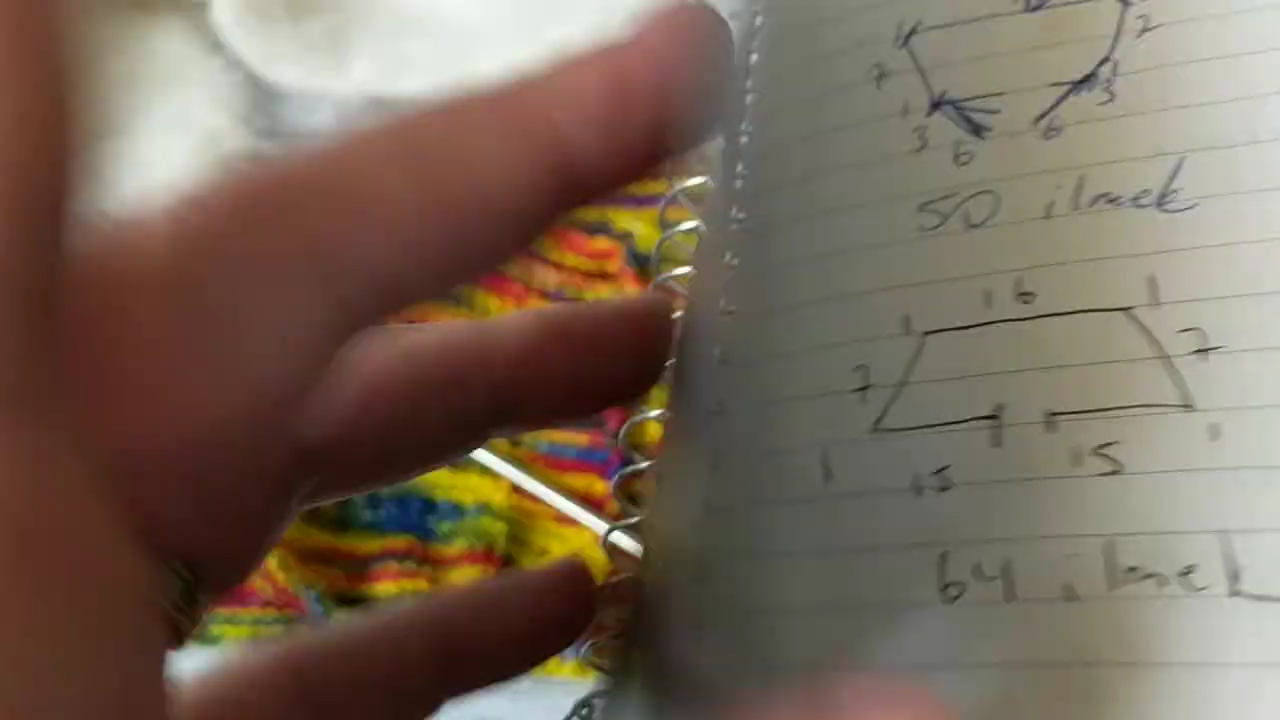 2
7
1 3
3 6 6
50 ilmek
1 16 1
7 7
1 15 15 1
64 ilmek